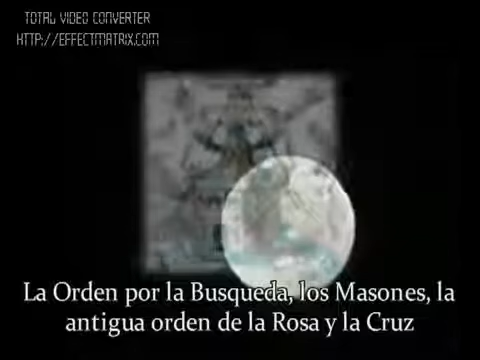 TOTAL VIDEO CONVERTER
HTTP://EFFECTMATRIX.COM
La Orden por la Busqueda, los Masones, la
antigua orden de la Rosa y la Cruz